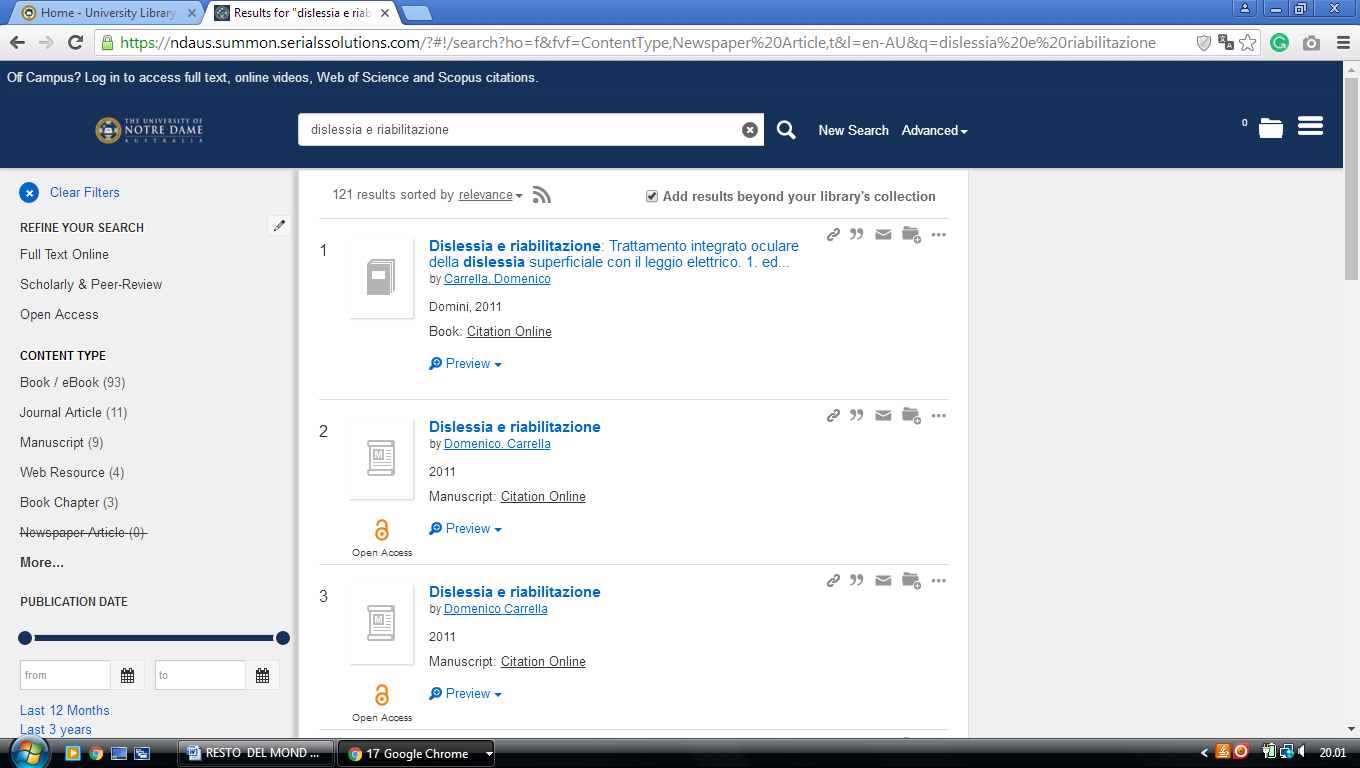 Home - University Library
Results for "dislessia e riab
https://ndaus.summon.serialssolutions.com/?#!/search?ho=f&fvf=ContentType,Newspaper%20Article,t&l=en-AU&q=dislessia%20e%20riabilitazione
Off Campus? Log in to access full text, online videos, Web of Science and Scopus citations.
THE UNIVERSITY OF
NOTRE DAME
AUSTRALIA
dislessia e riabilitazione
New Search
Advanced
0
Clear Filters
REFINE YOUR SEARCH
Full Text Online
Scholarly & Peer-Review
Open Access
CONTENT TYPE
Book / eBook (93)
Journal Article (11)
Manuscript (9)
Web Resource (4)
Book Chapter (3)
Newspaper Article (0)
More...
PUBLICATION DATE
from
to
Last 12 Months
Last 3 years
121 results sorted by relevance
Add results beyond your library's collection
1
Dislessia e riabilitazione: Trattamento integrato oculare
della dislessia superficiale con il leggio elettrico. 1. ed...
by Carrella, Domenico
Domini, 2011
Book: Citation Online
Preview
2
Dislessia e riabilitazione
by Domenico. Carrella
2011
Manuscript: Citation Online
Preview
Open Access
3
Dislessia e riabilitazione
by Domenico Carrella
2011
Manuscript: Citation Online
Preview
Open Access
RESTO DEL MOND ...
17 Google Chrome
20.01